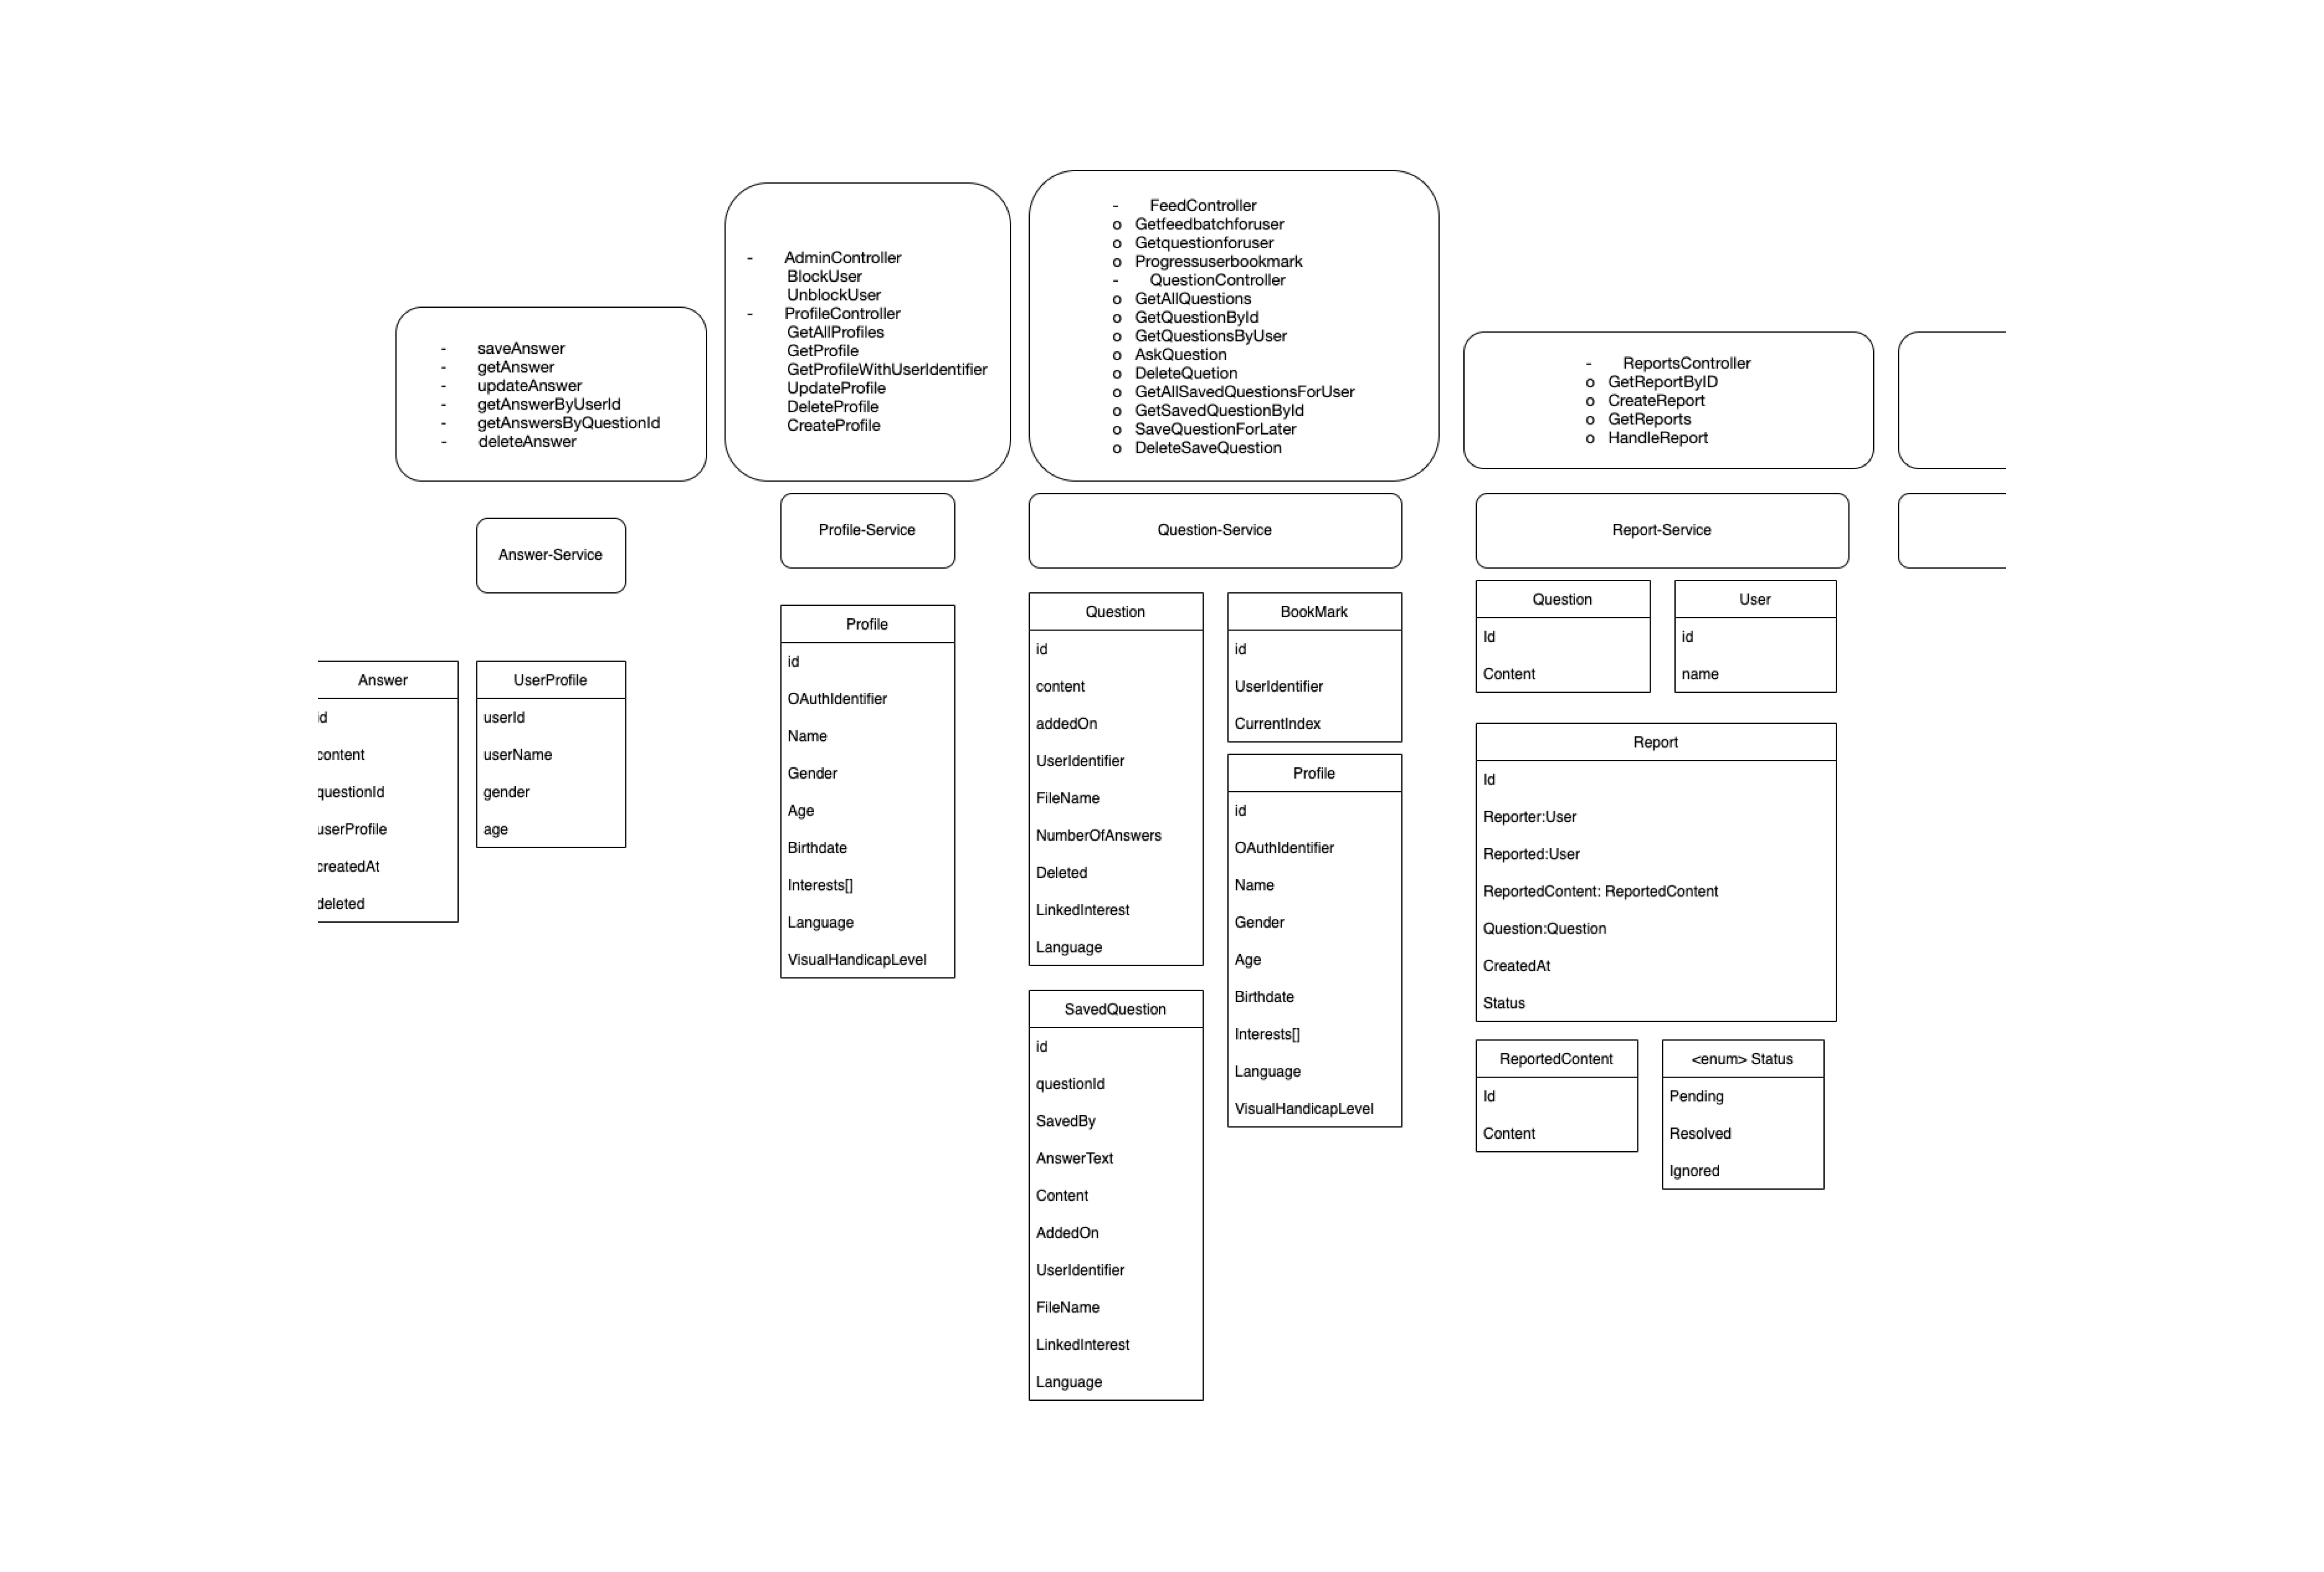 - saveAnswer
- getAnswer
- updateAnswer
- getAnswerByUserId
- getAnswersByQuestionId
- deleteAnswer
Answer-Service
Answer
id
content
questionId
userProfile
createdAt
deleted
UserProfile
userId
userName
gender
age
- AdminController
BlockUser
UnblockUser
- ProfileController
GetAllProfiles
GetProfile
GetProfileWithUserIdentifier
UpdateProfile
DeleteProfile
CreateProfile
Profile-Service
Profile
id
OAuthIdentifier
Name
Gender
Age
Birthdate
Interests[]
Language
VisualHandicapLevel
- FeedController
o Getfeedbatchforuser
o Getquestionforuser
o Progressuserbookmark
- QuestionController
o GetAllQuestions
o GetQuestionById
o GetQuestionsByUser
o AskQuestion
o DeleteQuetion
o GetAllSavedQuestionsForUser
o GetSavedQuestionById
o SaveQuestionForLater
o DeleteSaveQuestion
Question-Service
Question
id
content
addedOn
UserIdentifier
FileName
NumberOfAnswers
Deleted
LinkedInterest
Language
SavedQuestion
id
questionId
SavedBy
AnswerText
Content
AddedOn
UserIdentifier
FileName
LinkedInterest
Language
BookMark
id
UserIdentifier
CurrentIndex
Profile
id
OAuthIdentifier
Name
Gender
Age
Birthdate
Interests[]
Language
VisualHandicapLevel
- ReportsController
o GetReportByID
o CreateReport
o GetReports
o HandleReport
Report-Service
Question
Id
Content
User
id
name
Report
Id
Reporter:User
Reported:User
ReportedContent: ReportedContent
Question:Question
CreatedAt
Status
ReportedContent
Id
Content
<enum> Status
Pending
Resolved
Ignored